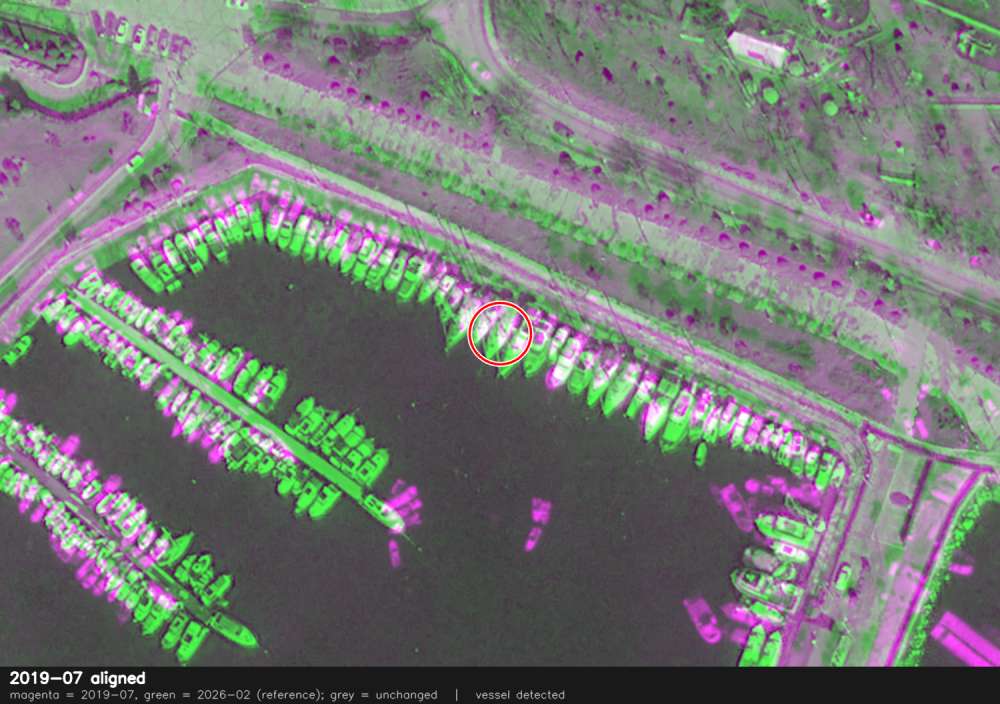 2019-07 aligned
magenta = 2019-07, green = 2026-02 (reference); grey = unchanged | vessel detected